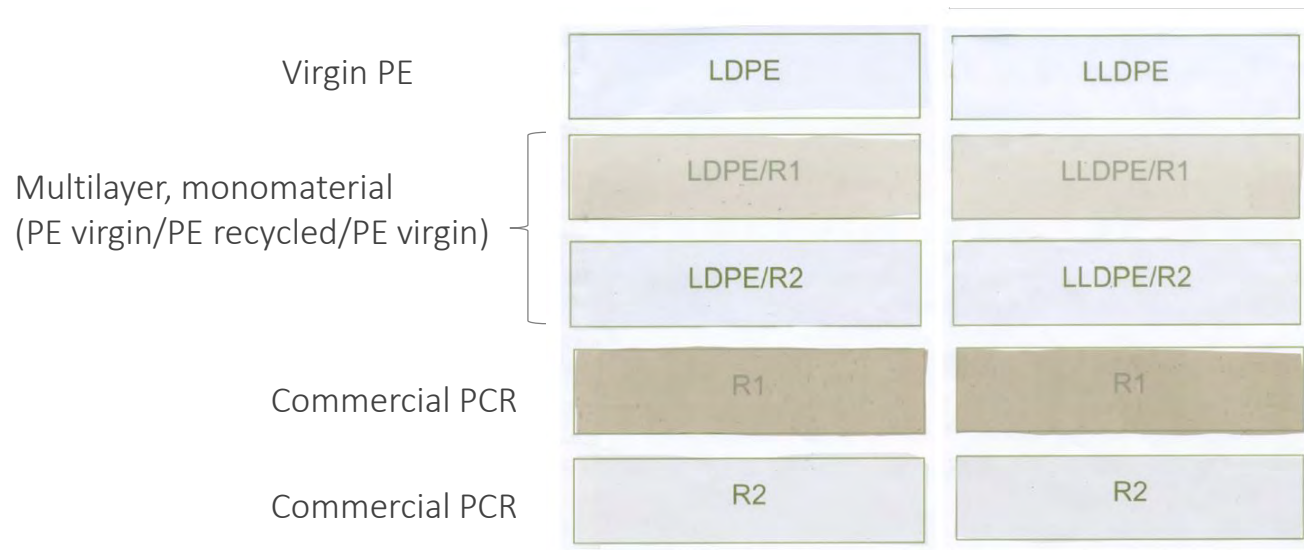 Virgin PE
LDPE
LLDPE
Multilayer, monomaterial
(PE virgin/PE recycled/PE virgin)
LDPE/R1
LLDPE/R1
LDPE/R2
LLDPE/R2
Commercial PCR
R1
R1
Commercial PCR
R2
R2